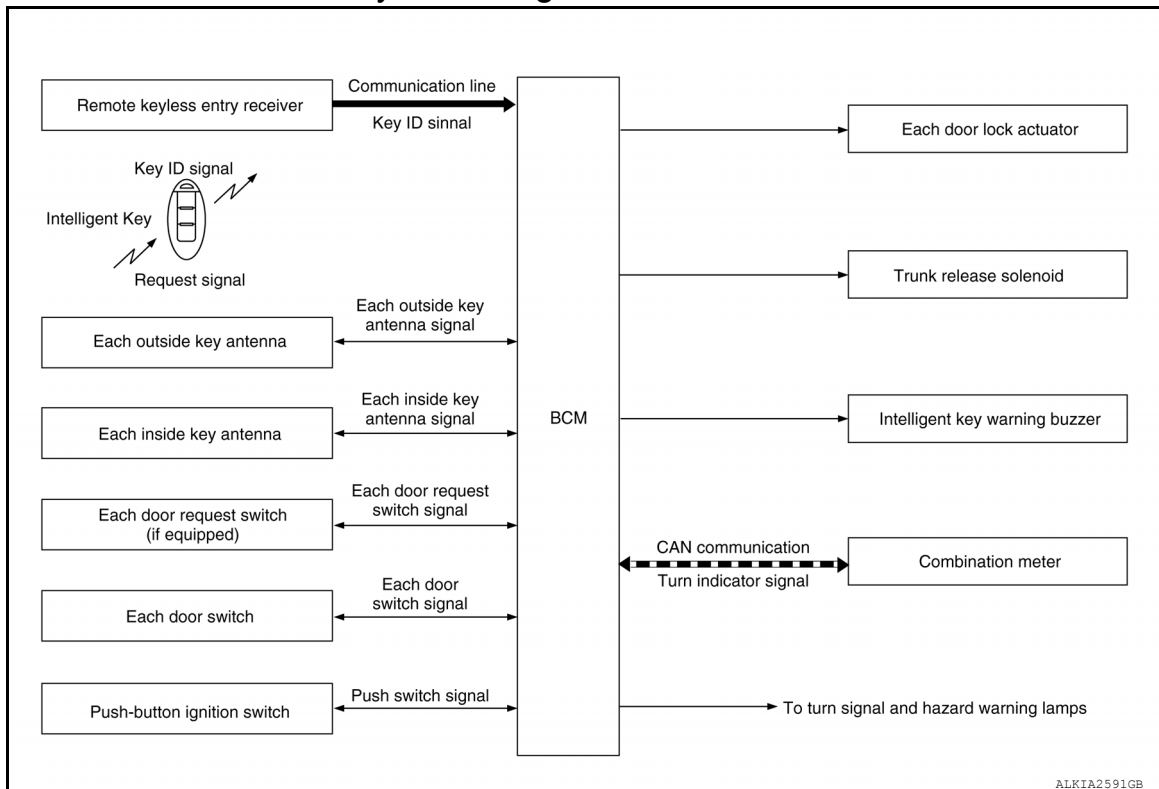 Remote keyless entry receiver
Communication line
Key ID sinnal
Key ID signal
Intelligent Key
Request signal
Each outside key antenna
Each outside key
antenna signal
Each inside key antenna
Each inside key
antenna signal
Each door request switch
(if equipped)
Each door request
switch signal
Each door switch
Each door
switch signal
Push-button ignition switch
Push switch signal
BCM
Each door lock actuator
Trunk release solenoid
Intelligent key warning buzzer
CAN communication
Turn indicator signal
Combination meter
To turn signal and hazard warning lamps
ALKIA2591GB